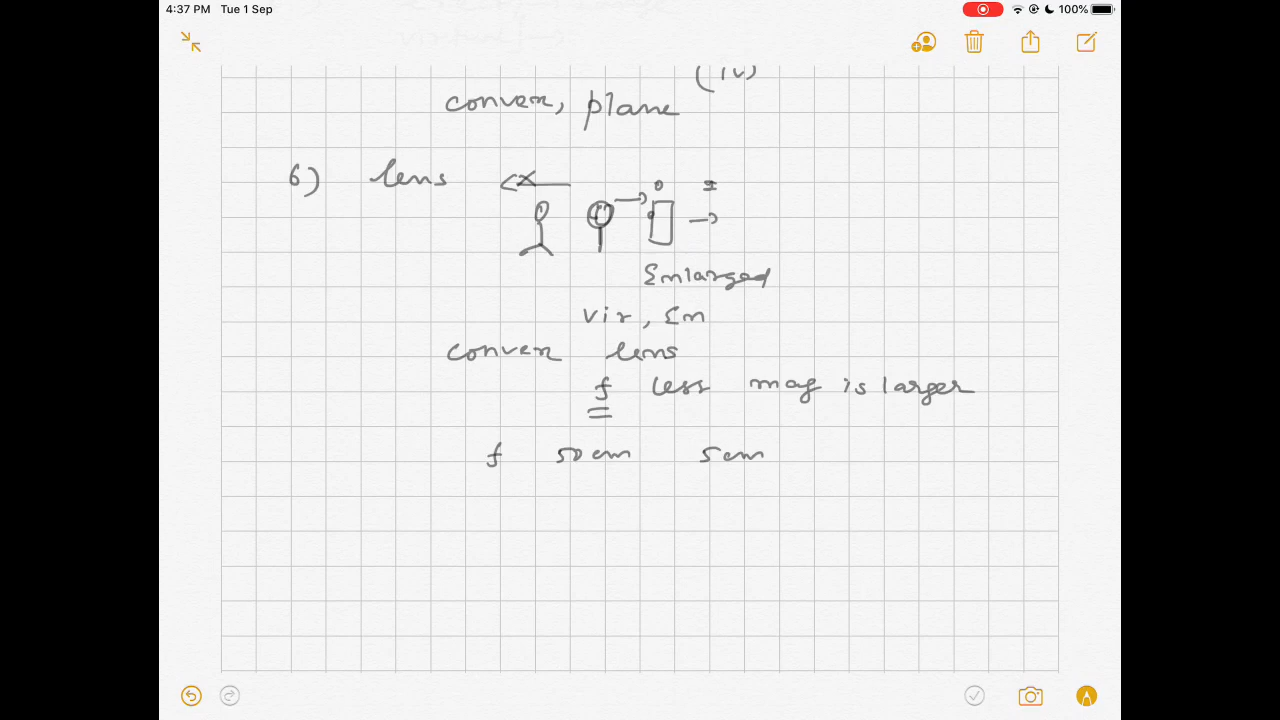 4:37 PM Tue 1 Sep 100%
(iv)
convex, plane
6) lens
O I
Enlarged
vir, En
convex lens
f less mag is larger
f 50cm 5cm